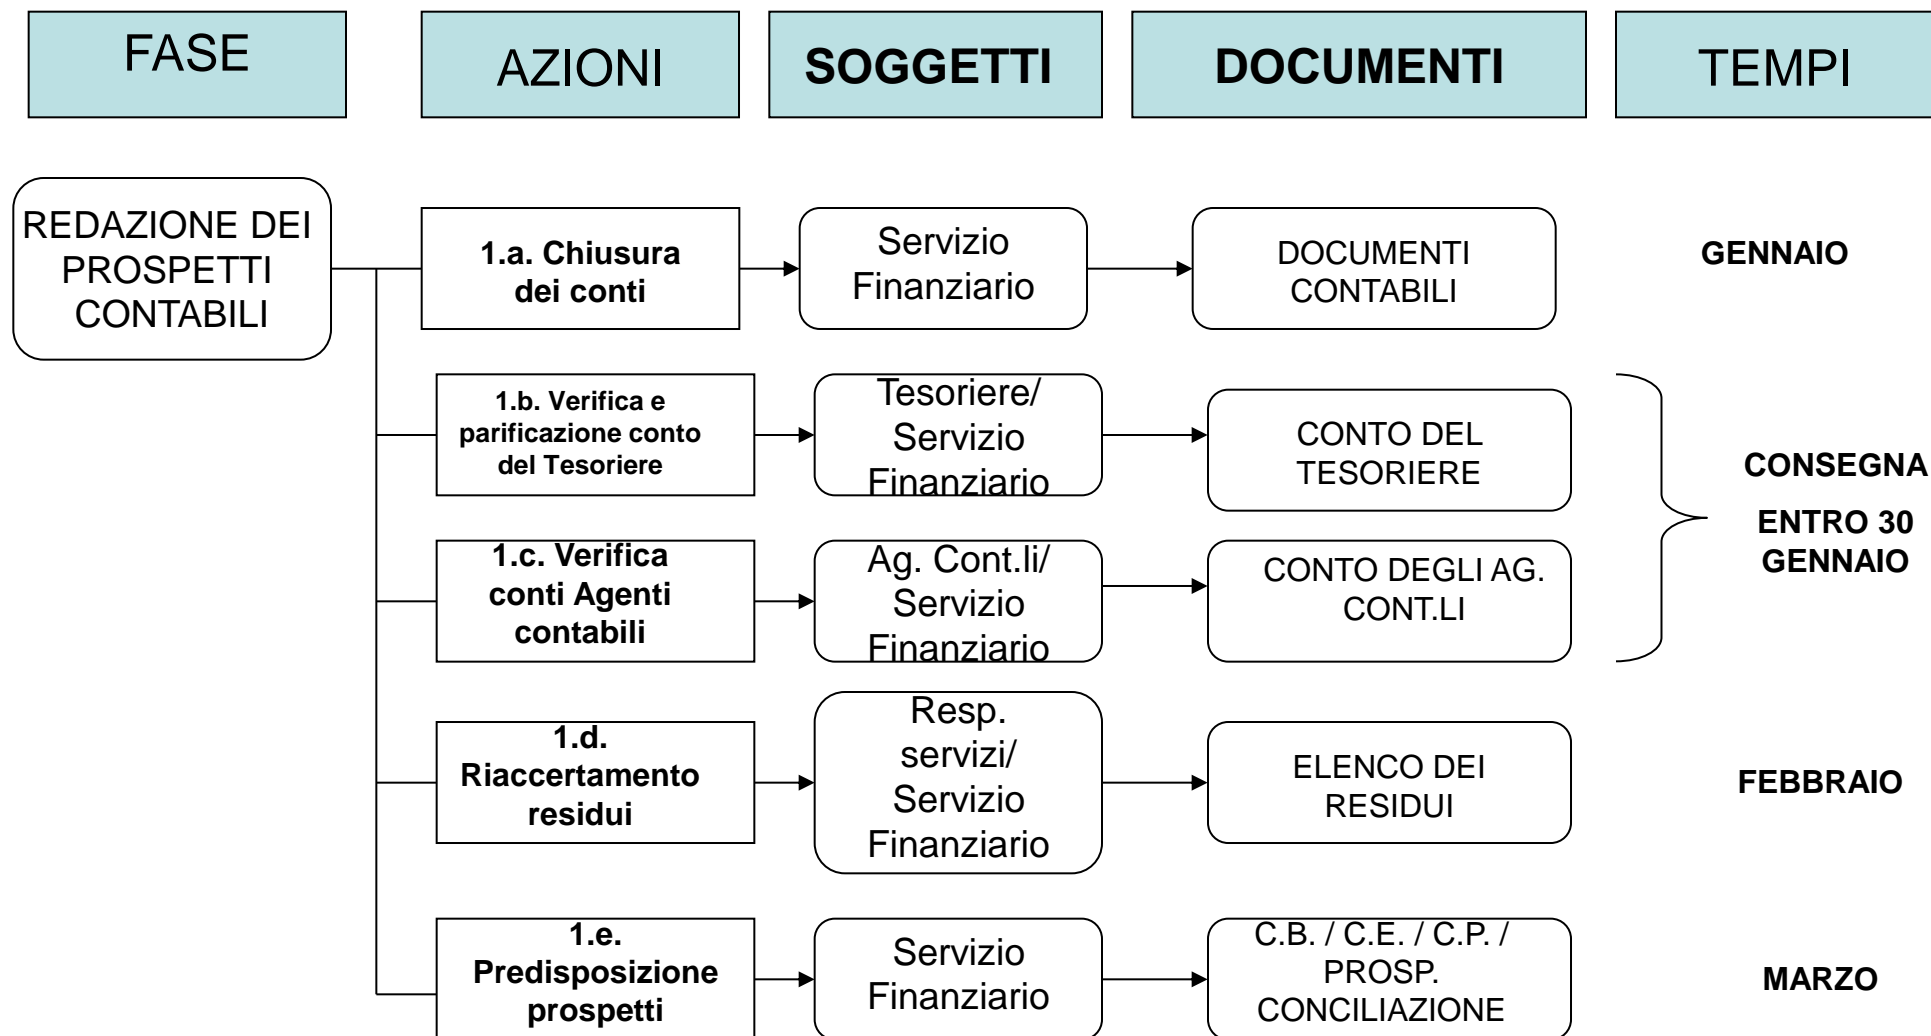 FASE
AZIONI
SOGGETTI
DOCUMENTI
TEMPI
REDAZIONE DEI
PROSPETTI
CONTABILI
1.a. Chiusura
dei conti
Servizio
Finanziario
DOCUMENTI
CONTABILI
GENNAIO
1.b. Verifica e
parificazione conto
del Tesoriere
Tesoriere/
Servizio
Finanziario
CONTO DEL
TESORIERE
CONSEGNA
ENTRO 30
GENNAIO
1.c. Verifica
conti Agenti
contabili
Ag. Cont.li/
Servizio
Finanziario
CONTO DEGLI AG.
CONT.LI
1.d.
Riaccertamento
residui
Resp.
servizi/
Servizio
Finanziario
ELENCO DEI
RESIDUI
FEBBRAIO
1.e.
Predisposizione
prospetti
Servizio
Finanziario
C.B. / C.E. / C.P. /
PROSP.
CONCILIAZIONE
MARZO